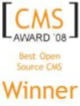 [CMS]
AWARD '08
Best Open
Source CMS
Winner